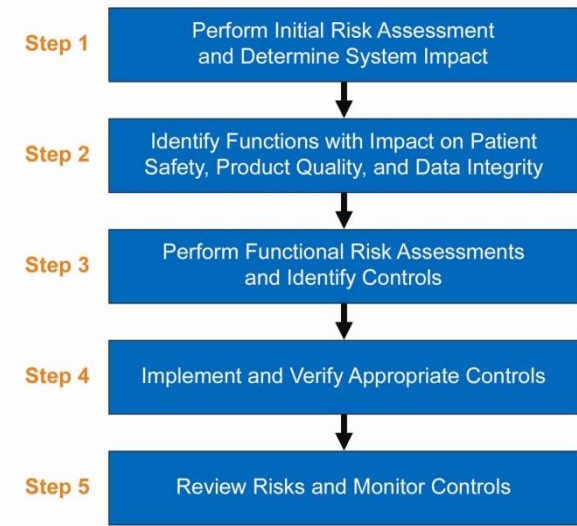 Step 1
Perform Initial Risk Assessment
and Determine System Impact
Step 2
Identify Functions with Impact on Patient
Safety, Product Quality, and Data Integrity
Step 3
Perform Functional Risk Assessments
and Identify Controls
Step 4
Implement and Verify Appropriate Controls
Step 5
Review Risks and Monitor Controls